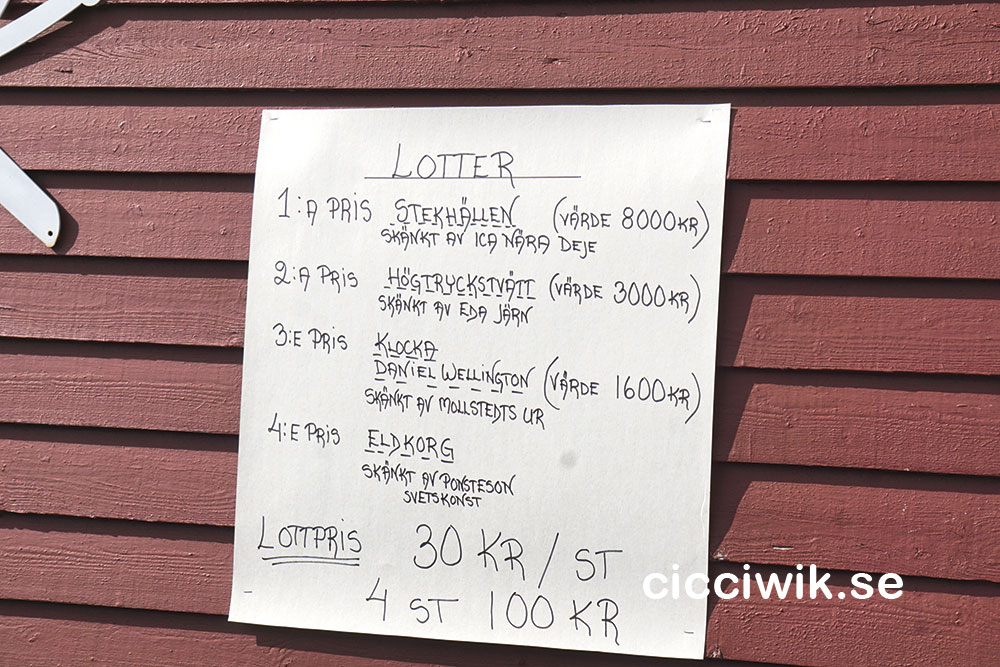 LOTTER
1:A PRIS STEKHÄLLEN (VÄRDE 8000KR)
SKÄNKT AV ICA NÄRA DEJE
2:A PRIS HÖGTRYCKSTVÄTT (VÄRDE 3000KR)
SKÄNKT AV EDA JÄRN
3:E PRIS KLOCKA
DANIEL WELLINGTON (VÄRDE 1600KR)
SKÄNKT AV MOLLSTEDTS UR
4:E PRIS ELDKORG
SKÄNKT AV PONSTESON
SVETSKONST
LOTTPRIS 30 KR / ST
4 ST 100 KR
cicciwik.se